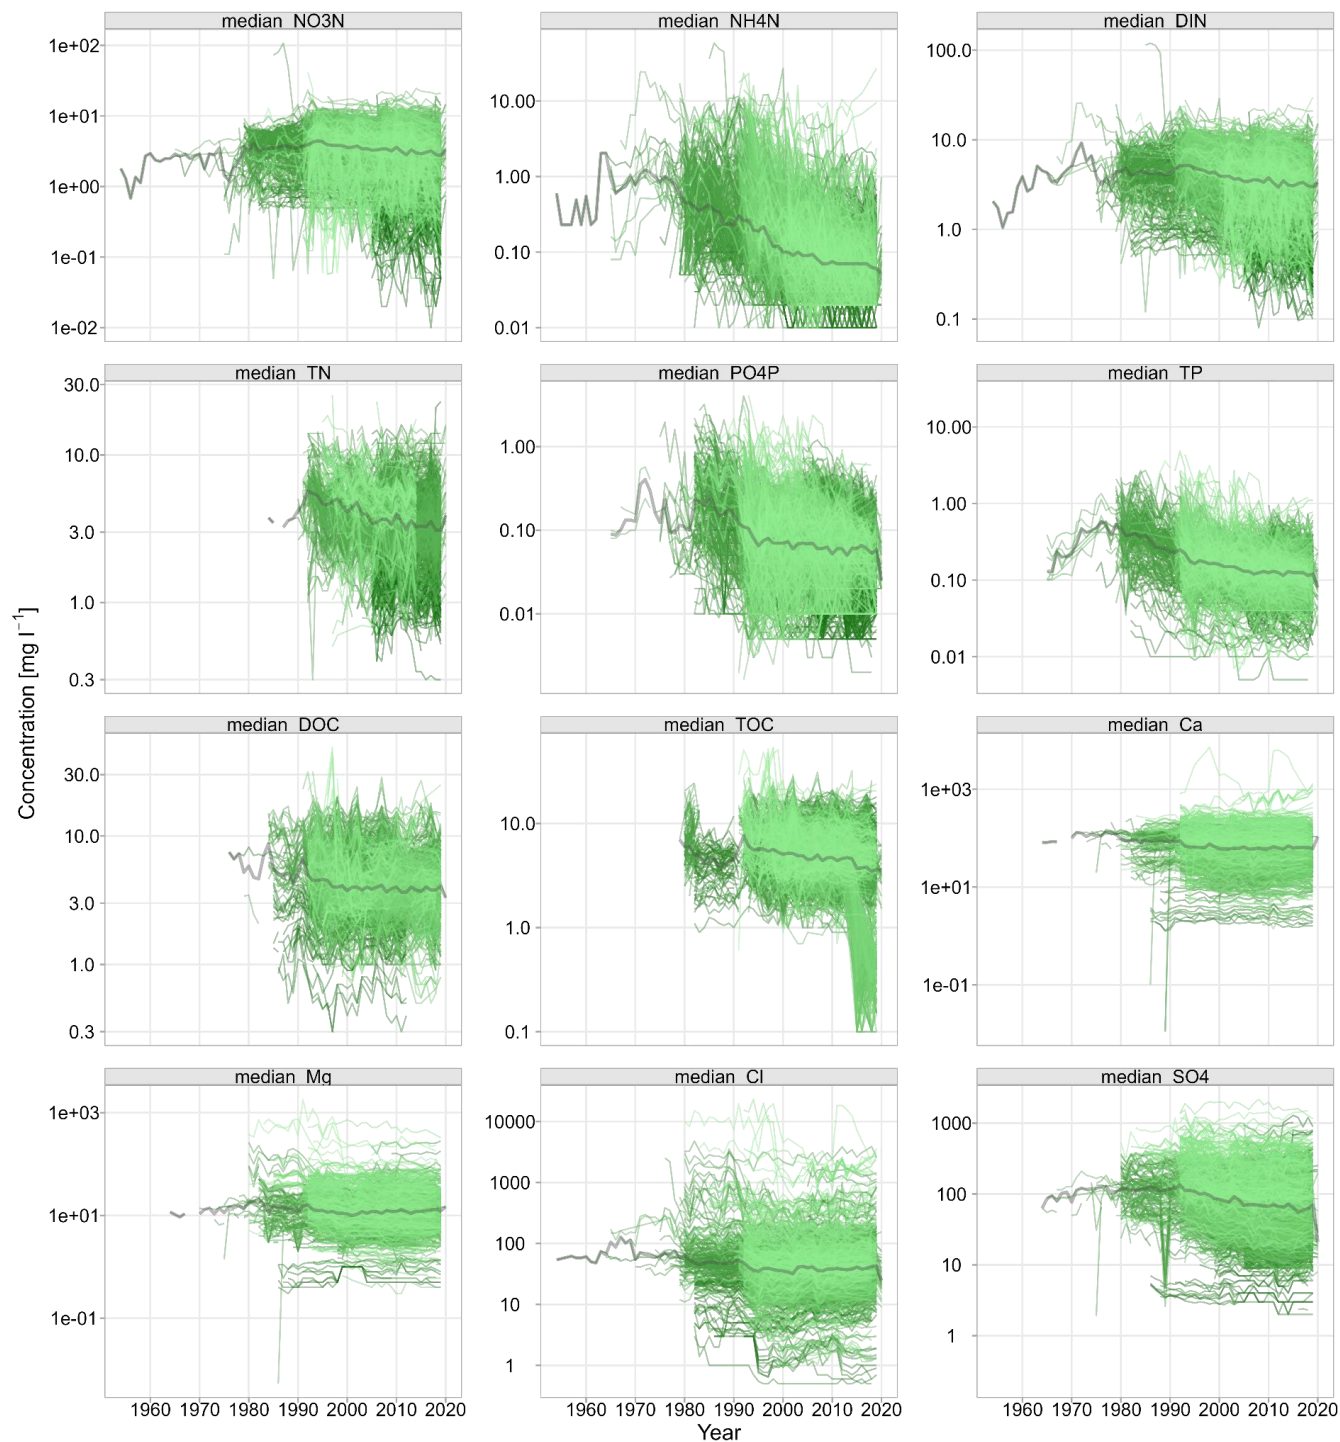 median NO3N
median NH4N
median DIN
1e+02
1e+01
1e+00
1e-01
1e-02
10.00
1.00
0.10
0.01
100.0
10.0
1.0
0.1
median TN
median PO4P
median TP
30.0
10.0
3.0
1.0
0.3
1.00
0.10
0.01
10.00
1.00
0.10
0.01
Concentration [mg l⁻¹]
median DOC
median TOC
median Ca
30.0
10.0
3.0
1.0
0.3
10.0
1.0
0.1
1e+03
1e+01
1e-01
median Mg
median Cl
median SO4
1e+03
1e+01
1e-01
10000
1000
100
10
1
1000
100
10
1
1960 1970 1980 1990 2000 2010 2020
1960 1970 1980 1990 2000 2010 2020
1960 1970 1980 1990 2000 2010 2020
Year